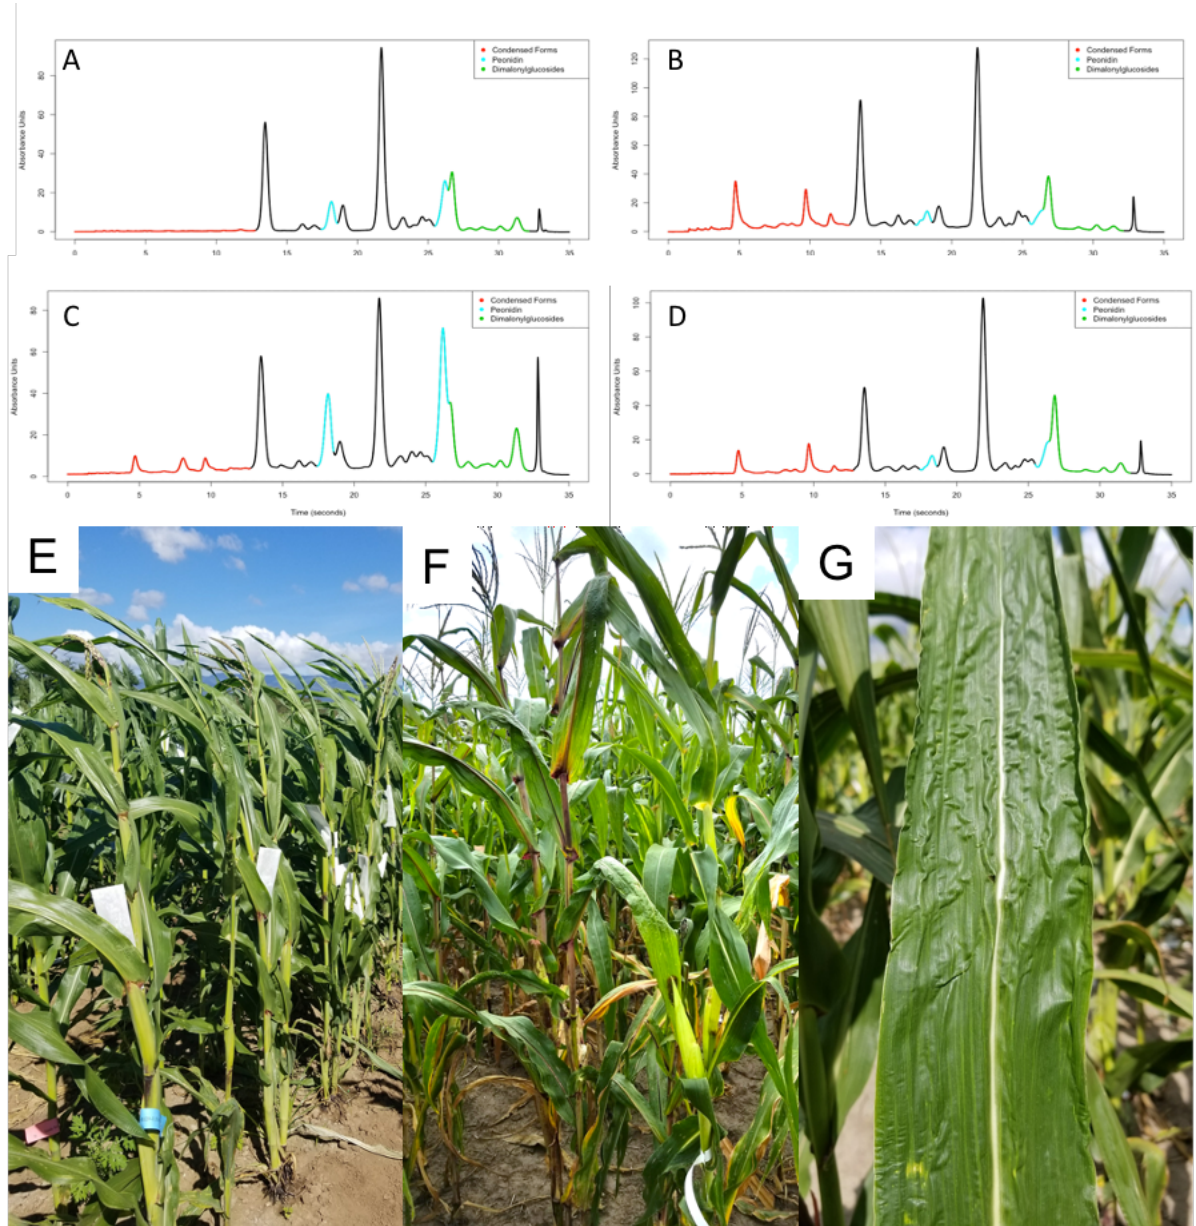 A
Condensed Forms
Peonidin
Dimalonylglucosides
Absorbance Units
0 20 40 60 80
0 5 10 15 20 25 30 35
B
Condensed Forms
Peonidin
Dimalonylglucosides
Absorbance Units
0 20 40 60 80 100 120
0 5 10 15 20 25 30 35
C
Condensed Forms
Peonidin
Dimalonylglucosides
Absorbance Units
0 20 40 60 80
0 5 10 15 20 25 30 35
Time (seconds)
D
Condensed Forms
Peonidin
Dimalonylglucosides
Absorbance Units
0 20 40 60 80 100
0 5 10 15 20 25 30 35
Time (seconds)
E
F
G